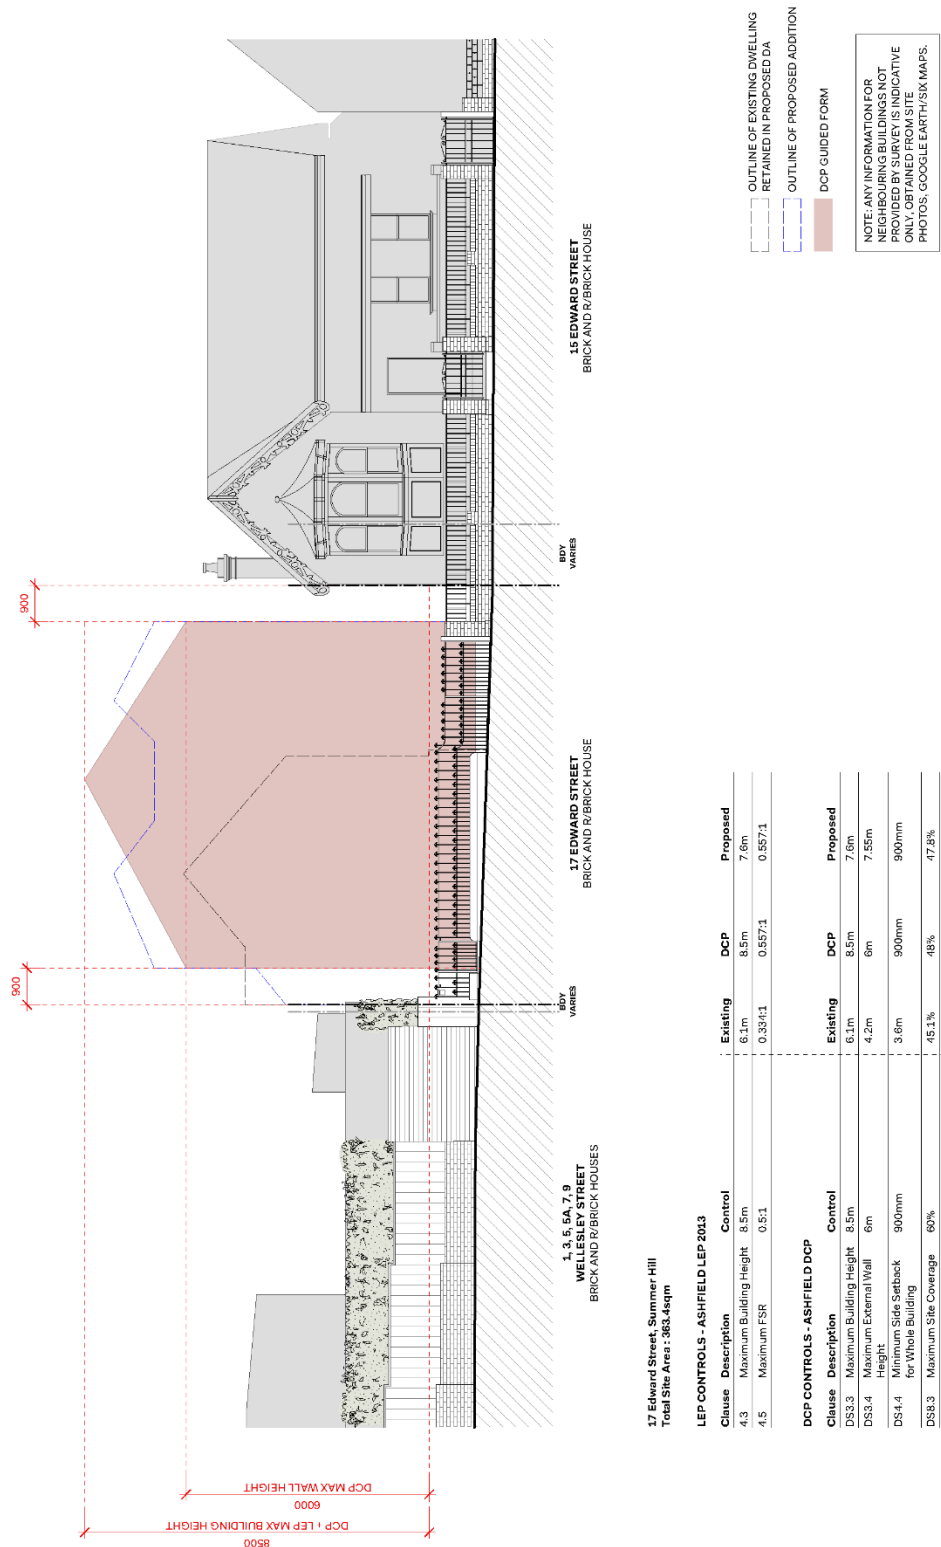 8500
DCP + LEP MAX BUILDING HEIGHT
6000
DCP MAX WALL HEIGHT
900
900
BDY
VARIES
BDY
VARIES
1, 3, 5, 5A, 7, 9
WELLESLEY STREET
BRICK AND R/BRICK HOUSES
17 EDWARD STREET
BRICK AND R/BRICK HOUSE
15 EDWARD STREET
BRICK AND R/BRICK HOUSE
17 Edward Street, Summer Hill
Total Site Area : 363.4sqm
LEP CONTROLS - ASHFIELD LEP 2013
Clause Description Control Existing DCP Proposed
4.3 Maximum Building Height 8.5m 6.1m 8.5m 7.6m
4.5 Maximum FSR 0.5:1 0.334:1 0.557:1 0.557:1
DCP CONTROLS - ASHFIELD DCP
Clause Description Control Existing DCP Proposed
DS3.3 Maximum Building Height 8.5m 6.1m 8.5m 7.6m
DS3.4 Maximum External Wall 6m 4.2m 6m 7.55m
Height
DS4.4 Minimum Side Setback 900mm 3.6m 900mm 900mm
for Whole Building
DS8.3 Maximum Site Coverage 60% 45.1% 48% 47.8%
OUTLINE OF EXISTING DWELLING
RETAINED IN PROPOSED DA
OUTLINE OF PROPOSED ADDITION
DCP GUIDED FORM
NOTE: ANY INFORMATION FOR
NEIGHBOURING BUILDINGS NOT
PROVIDED BY SURVEY IS INDICATIVE
ONLY, OBTAINED FROM SITE
PHOTOS, GOOGLE EARTH/SIX MAPS.